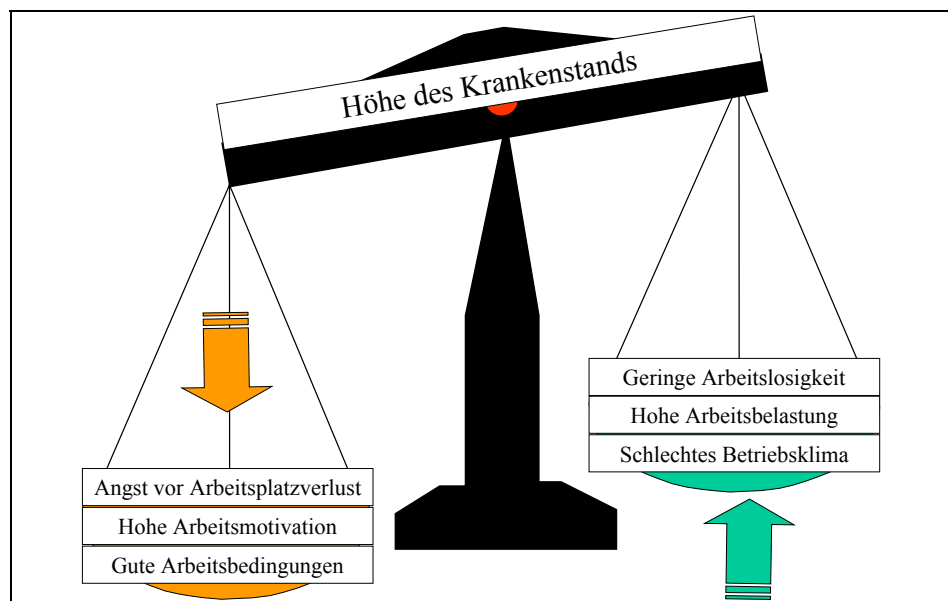 Höhe des Krankenstands
Geringe Arbeitslosigkeit
Hohe Arbeitsbelastung
Schlechtes Betriebsklima
Angst vor Arbeitsplatzverlust
Hohe Arbeitsmotivation
Gute Arbeitsbedingungen